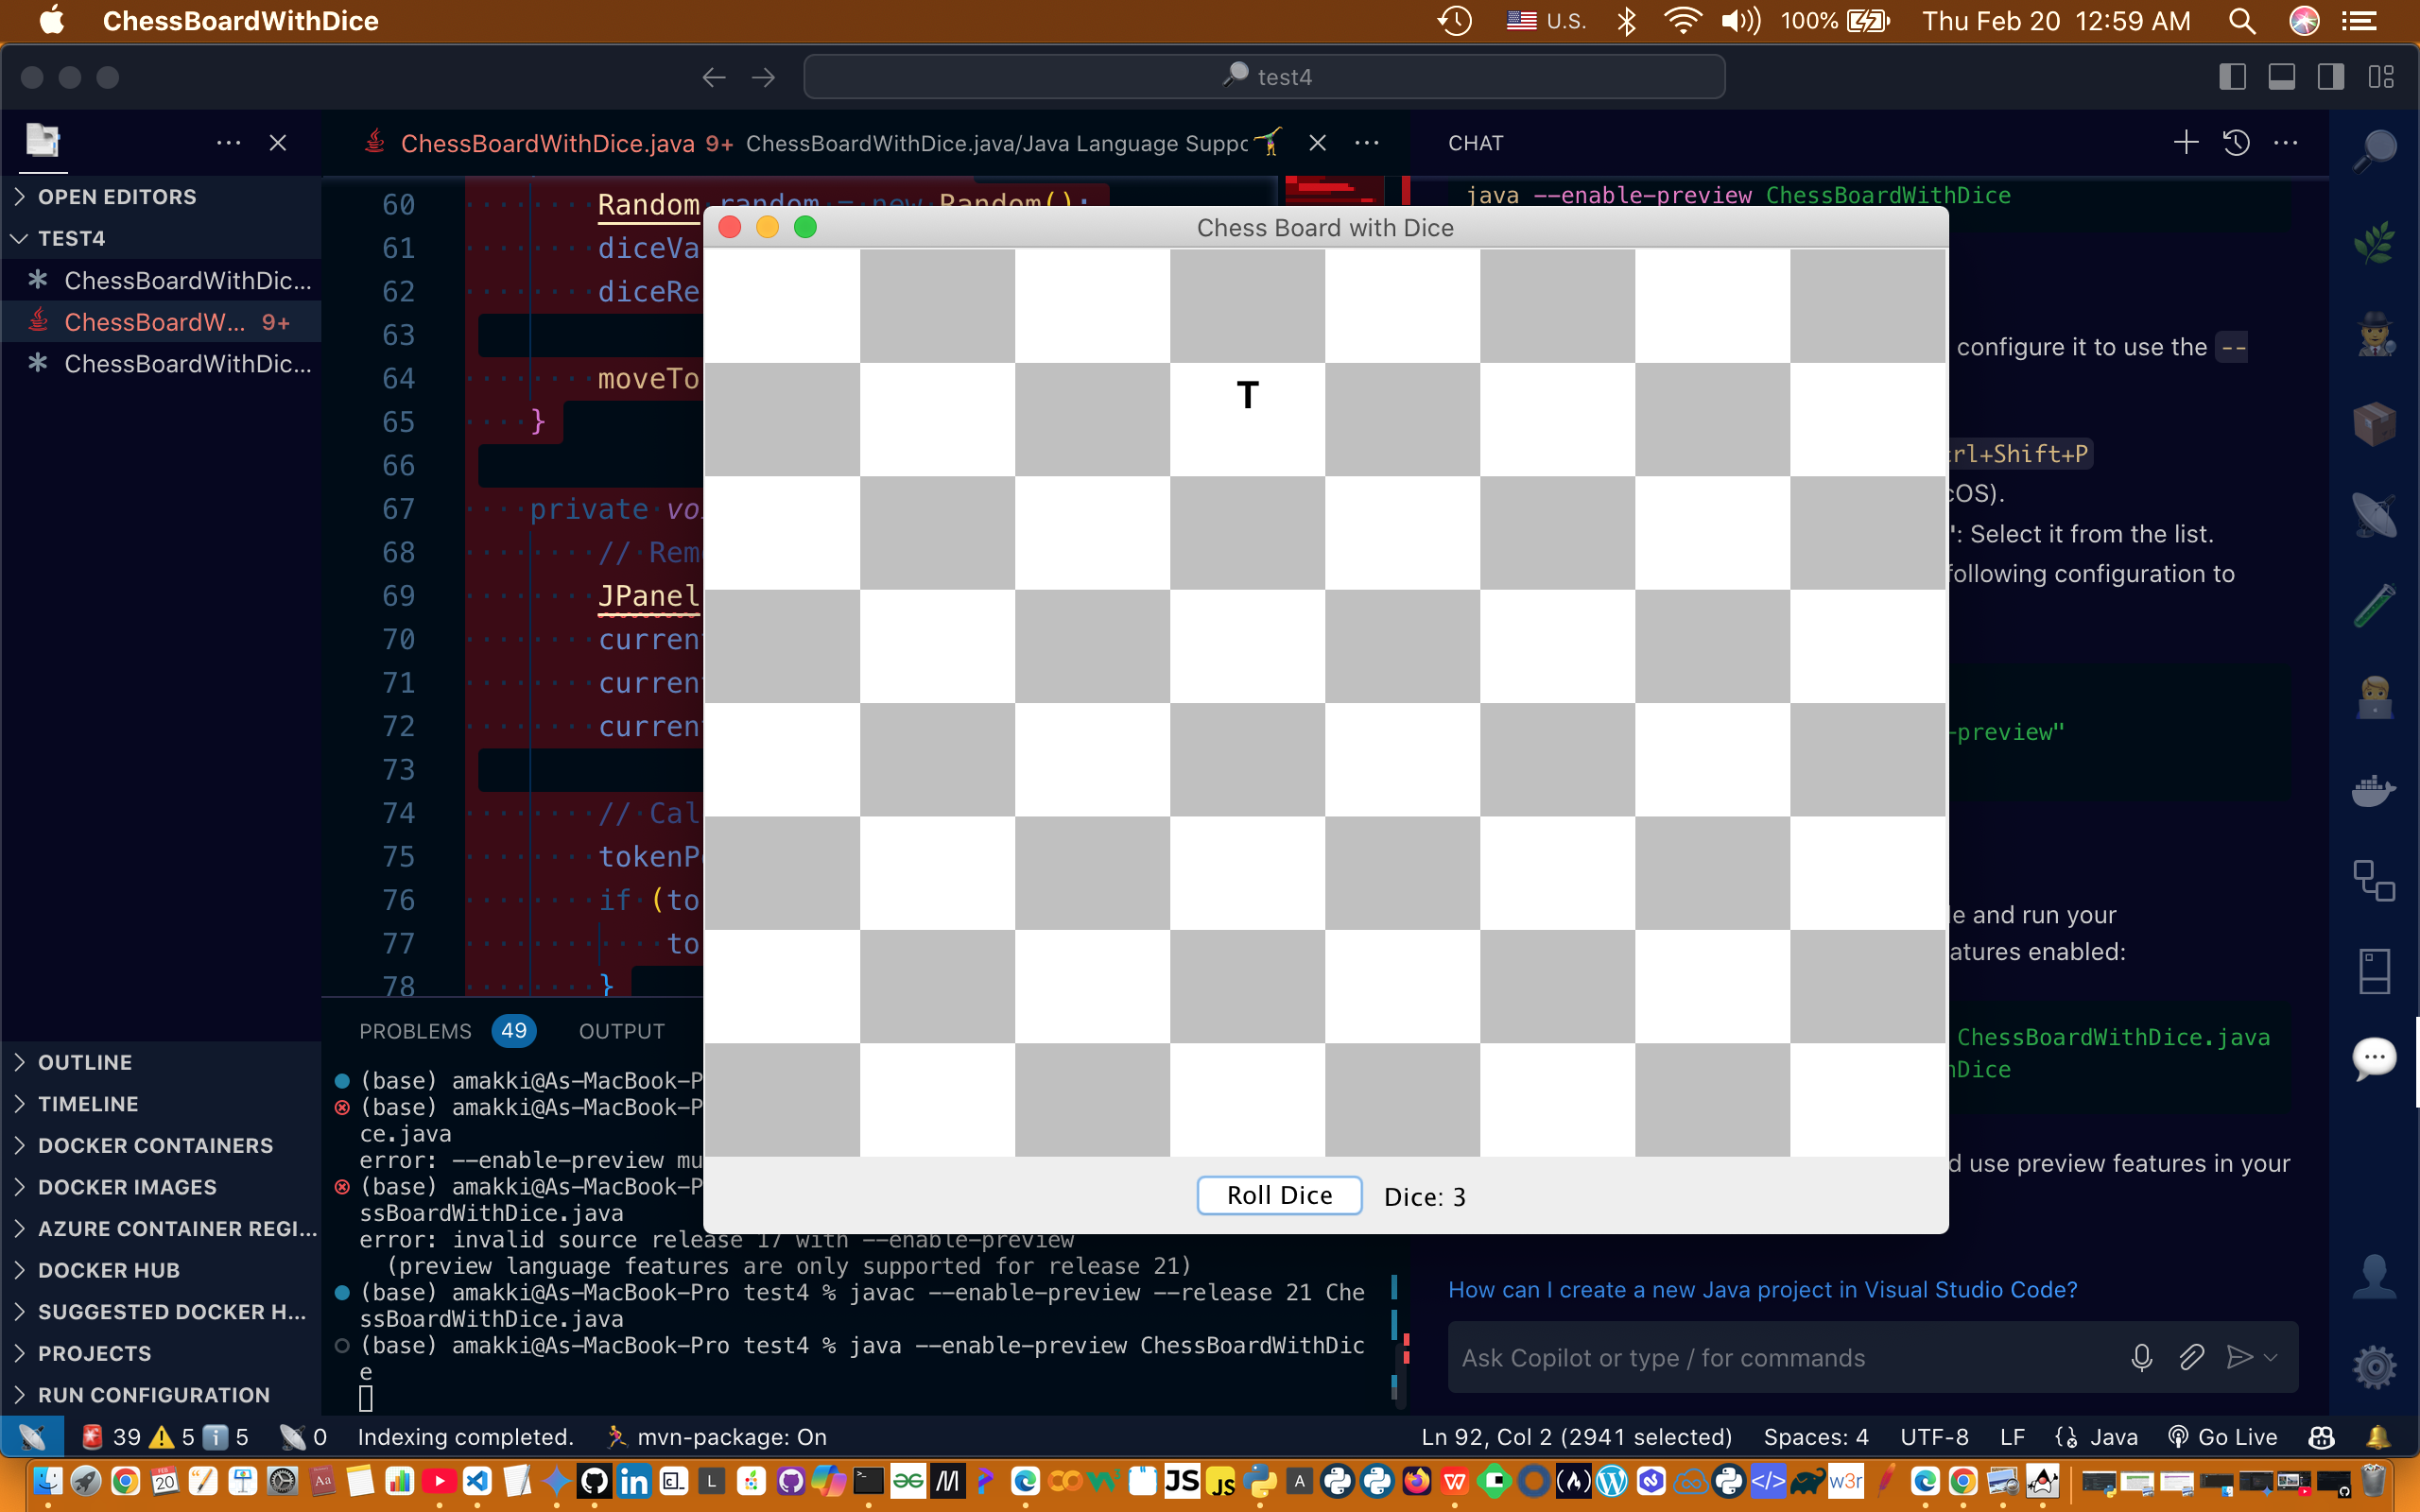 ChessBoardWithDice
U.S.
100%
Thu Feb 20 12:59 AM
test4
ChessBoardWithDice.java 9+ ChessBoardWithDice.java/Java Language Suppo
CHAT
OPEN EDITORS
TEST4
ChessBoardWithDic...
ChessBoardW... 9+
ChessBoardWithDic...
60 Random random = new Random();
61 diceVa
62 diceRe
63
64 moveTo
65 }
66
67 private vo
68 // Rem
69 JPanel
70 curren
71 curren
72 curren
73
74 // Cal
75 tokenP
76 if (to
77 to
78 }
java --enable-preview ChessBoardWithDice
configure it to use the --
trl+Shift+P
cOS).
": Select it from the list.
following configuration to
-preview"
le and run your
atures enabled:
ChessBoardWithDice.java
hDice
d use preview features in your
Chess Board with Dice
T
Roll Dice Dice: 3
PROBLEMS 49 OUTPUT
(base) amakki@As-MacBook-P
(base) amakki@As-MacBook-P
ce.java
error: --enable-preview mu
(base) amakki@As-MacBook-P
ssBoardWithDice.java
error: invalid source release 17 with --enable-preview
(preview language features are only supported for release 21)
(base) amakki@As-MacBook-Pro test4 % javac --enable-preview --release 21 Che
ssBoardWithDice.java
(base) amakki@As-MacBook-Pro test4 % java --enable-preview ChessBoardWithDic
e
OUTLINE
TIMELINE
DOCKER CONTAINERS
DOCKER IMAGES
AZURE CONTAINER REGI...
DOCKER HUB
SUGGESTED DOCKER H...
PROJECTS
RUN CONFIGURATION
How can I create a new Java project in Visual Studio Code?
Ask Copilot or type / for commands
39 5 5 0 Indexing completed. mvn-package: On
Ln 92, Col 2 (2941 selected) Spaces: 4 UTF-8 LF Java Go Live